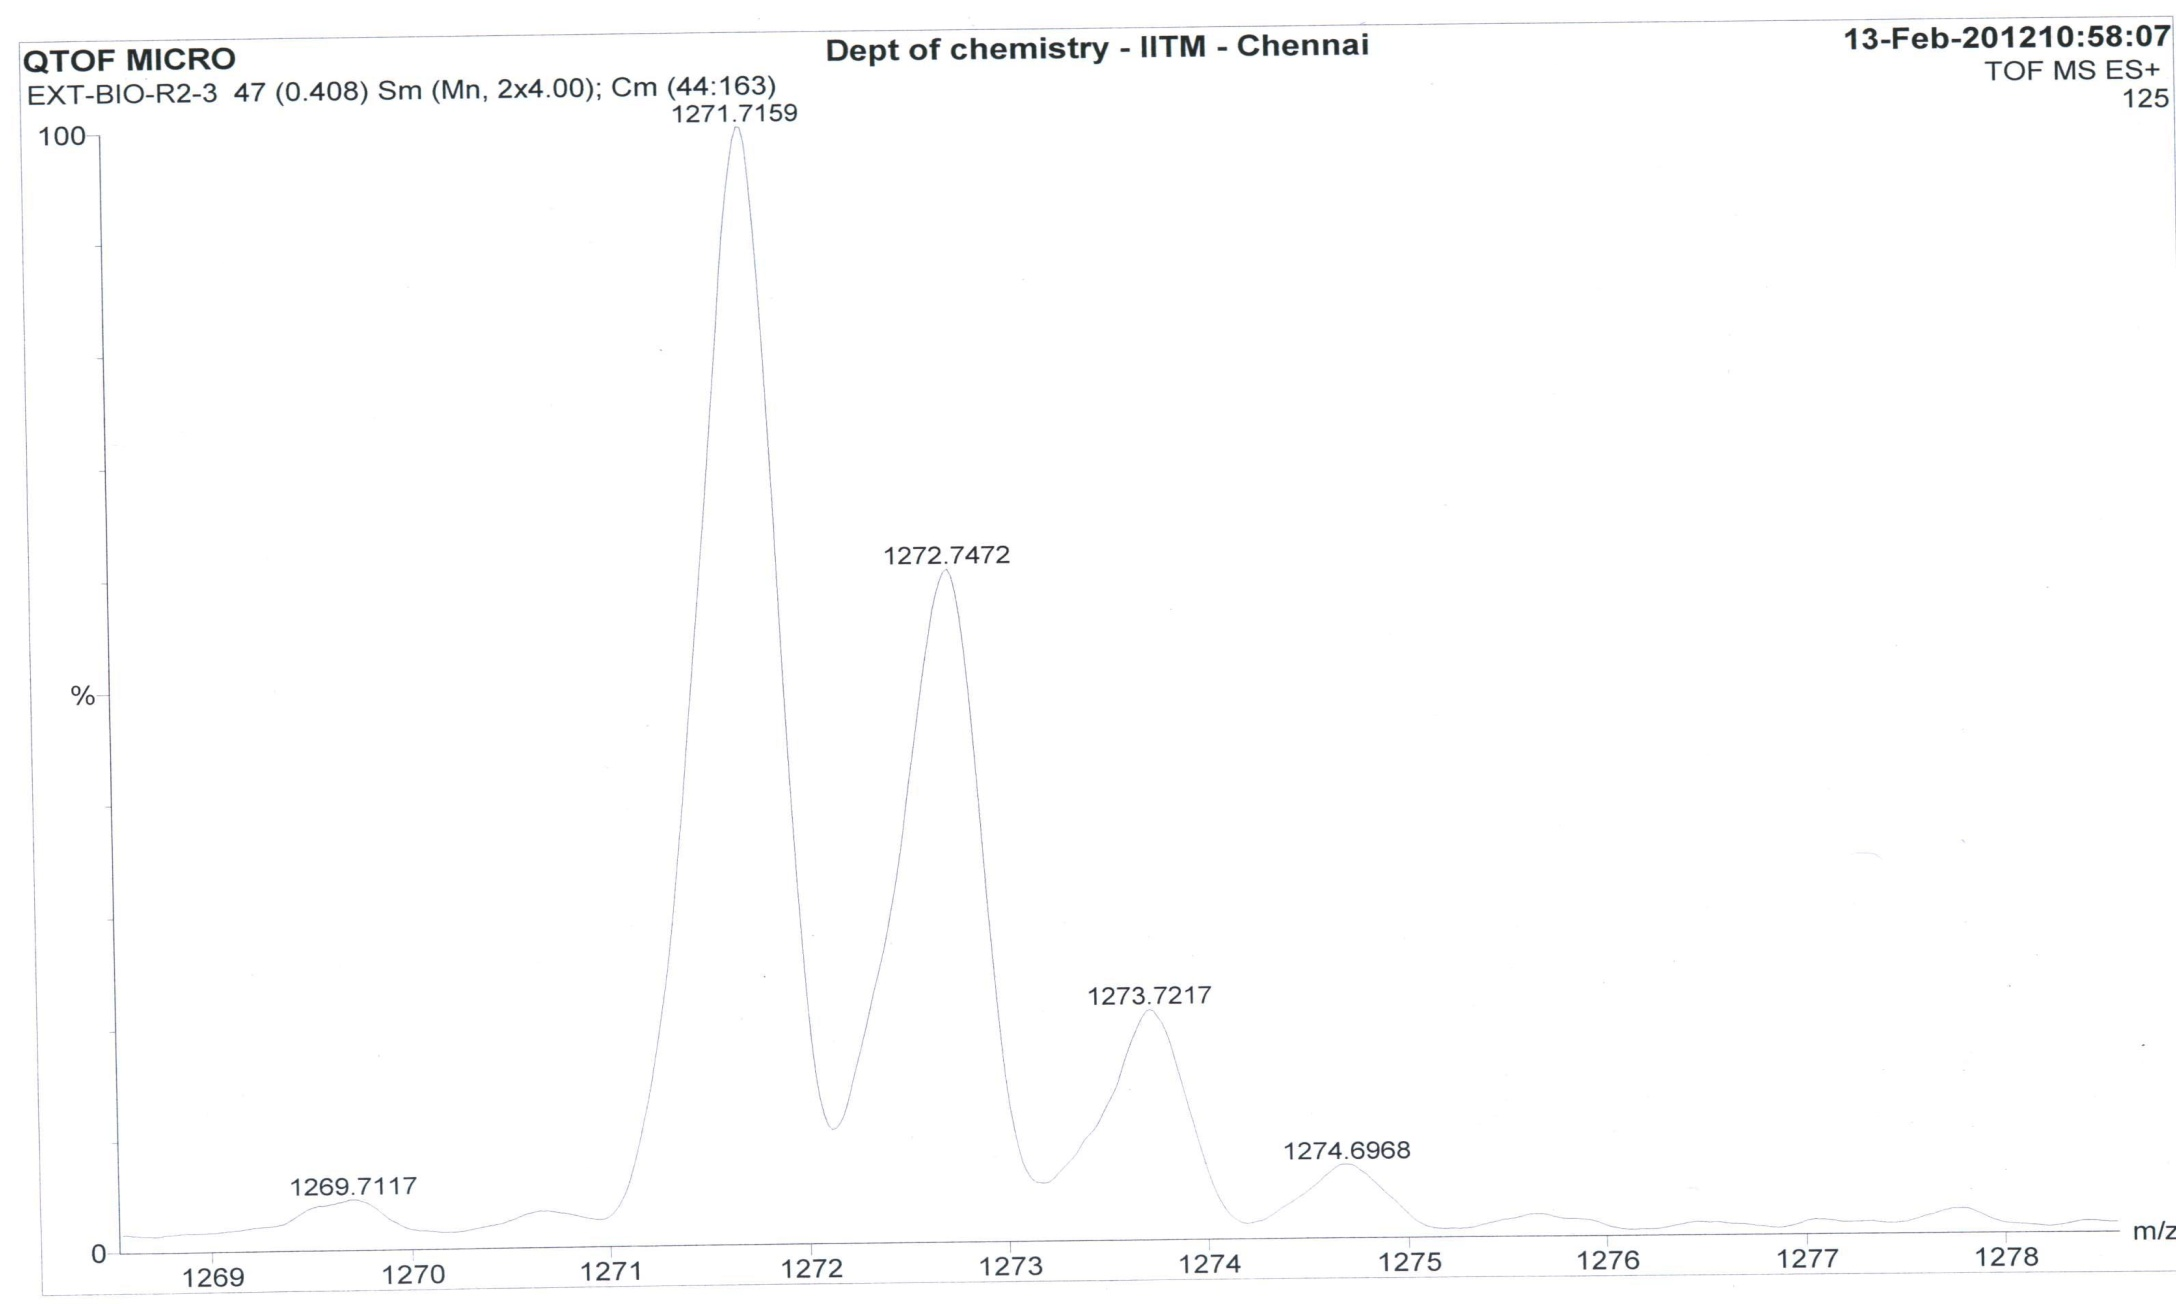 QTOF MICRO
Dept of chemistry - IITM - Chennai
13-Feb-201210:58:07
EXT-BIO-R2-3 47 (0.408) Sm (Mn, 2x4.00); Cm (44:163)
TOF MS ES+
125
1271.7159
100
1272.7472
%
1273.7217
1274.6968
1269.7117
0
m/z
1269 1270 1271 1272 1273 1274 1275 1276 1277 1278